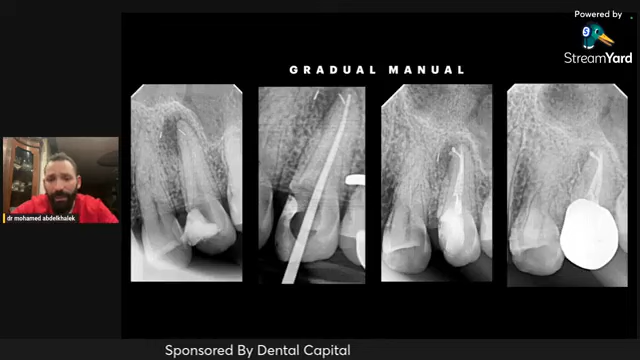 Powered by
StreamYard
GRADUAL MANUAL
dr mohamed abdelkhalek
Sponsored By Dental Capital